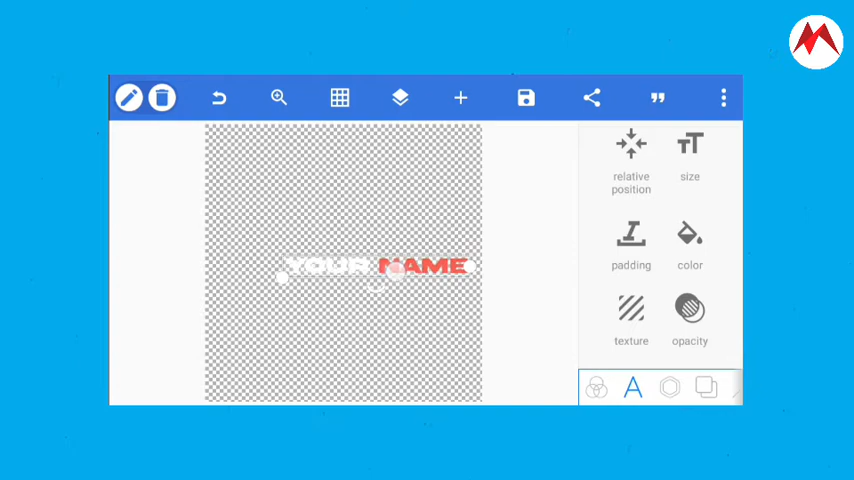 relative
position
size
YOUR NAME
padding
color
texture
opacity